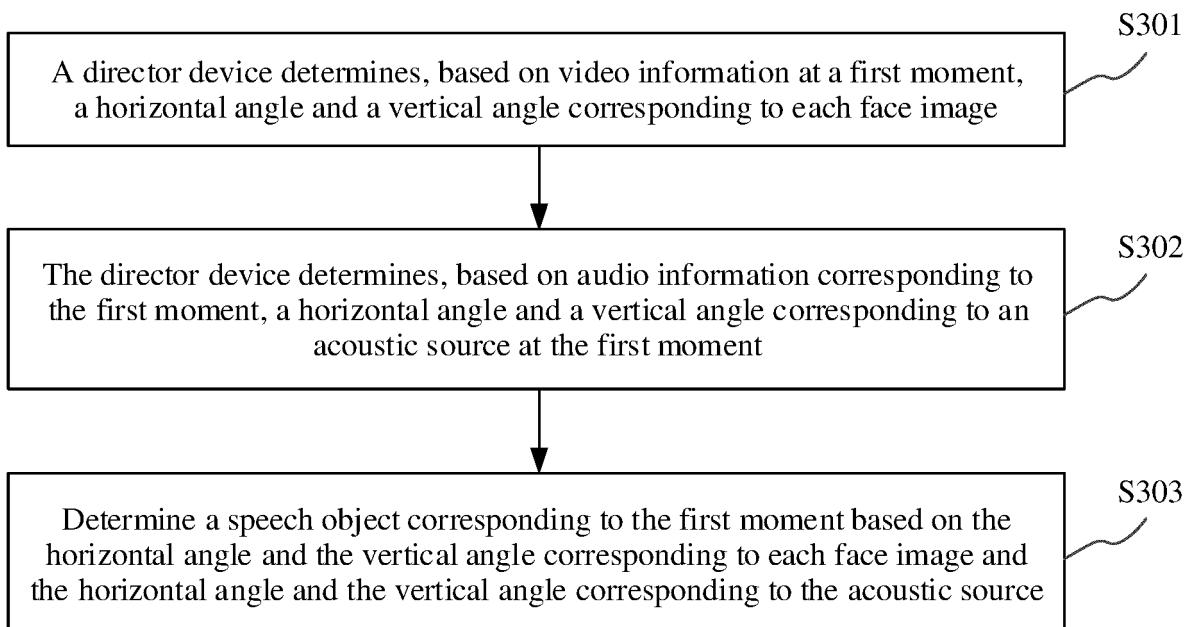 S301
A director device determines, based on video information at a first moment,
a horizontal angle and a vertical angle corresponding to each face image
S302
The director device determines, based on audio information corresponding to
the first moment, a horizontal angle and a vertical angle corresponding to an
acoustic source at the first moment
S303
Determine a speech object corresponding to the first moment based on the
horizontal angle and the vertical angle corresponding to each face image and
the horizontal angle and the vertical angle corresponding to the acoustic source